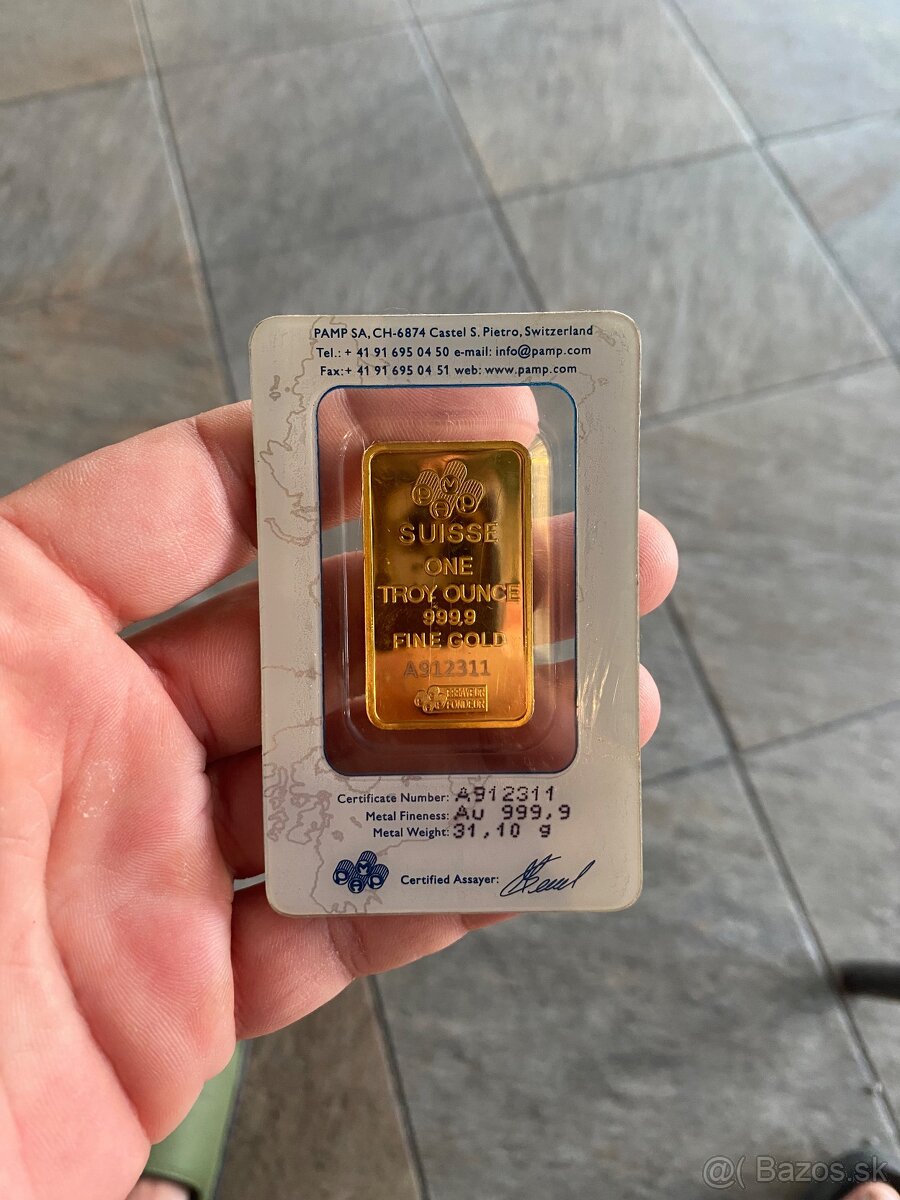 PAMP SA, CH-6874 Castel S. Pietro, Switzerland
Tel.: + 41 91 695 04 50 e-mail: info@pamp.com
Fax:+ 41 91 695 04 51 web: www.pamp.com
PAMP
SUISSE
ONE
TROY OUNCE
999,9
FINE GOLD
A912311
ESSAYEUR
FONDEUR
Certificate Number: A912311
Metal Fineness: Au 999,9
Metal Weight: 31,10 g
PAMP
Certified Assayer:
@( Bazos.sk